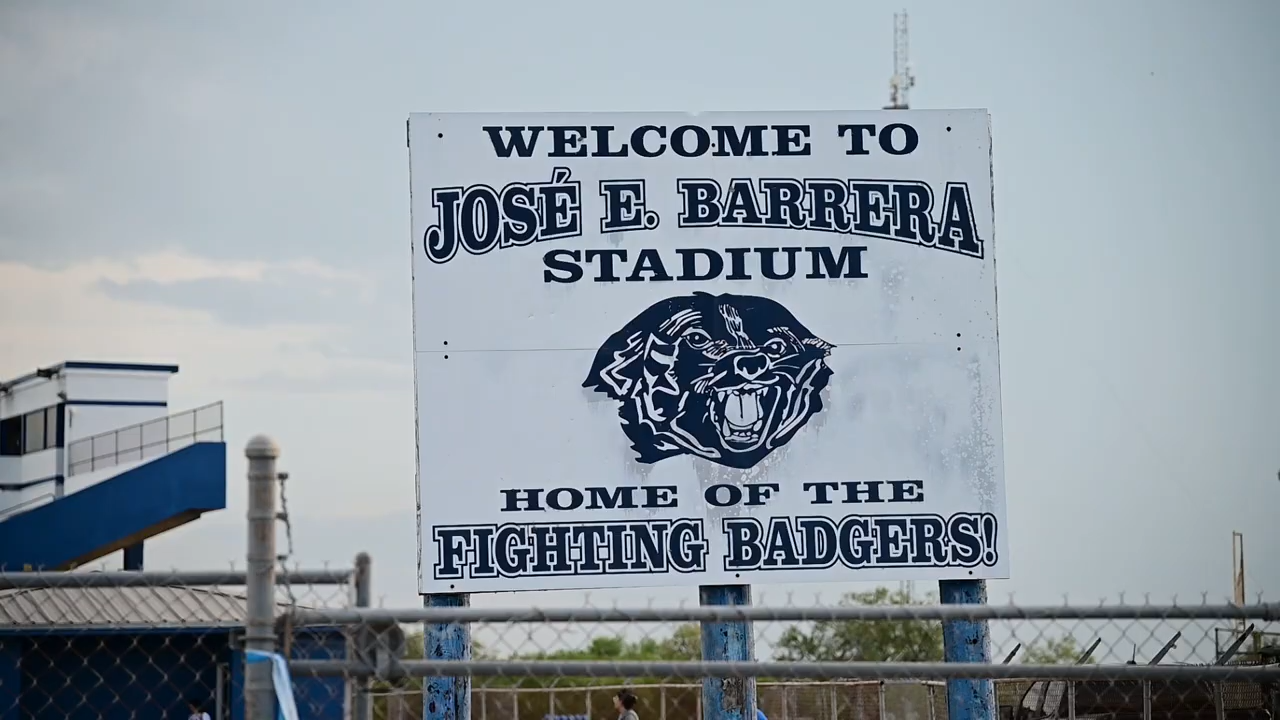 WELCOME TO
JOSÉ E. BARRERA
STADIUM
HOME OF THE
FIGHTING BADGERS!